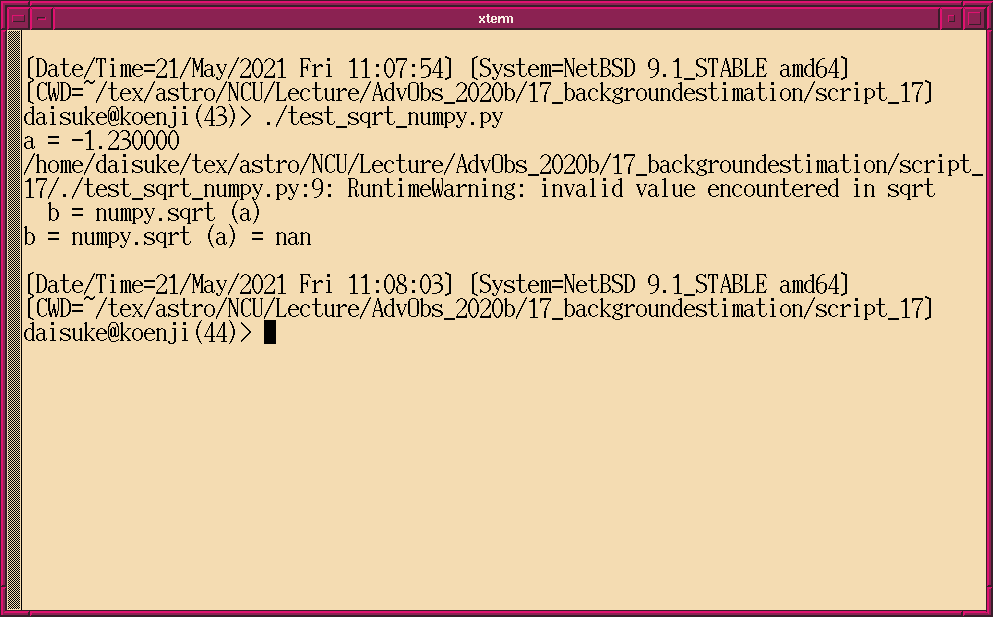 xterm
[Date/Time=21/May/2021 Fri 11:07:54] [System=NetBSD 9.1_STABLE amd64]
[CWD=~/tex/astro/NCU/Lecture/AdvObs_2020b/17_backgroundestimation/script_17]
daisuke@koenji(43)> ./test_sqrt_numpy.py
a = -1.230000
/home/daisuke/tex/astro/NCU/Lecture/AdvObs_2020b/17_backgroundestimation/script_
17/./test_sqrt_numpy.py:9: RuntimeWarning: invalid value encountered in sqrt
  b = numpy.sqrt (a)
b = numpy.sqrt (a) = nan
[Date/Time=21/May/2021 Fri 11:08:03] [System=NetBSD 9.1_STABLE amd64]
[CWD=~/tex/astro/NCU/Lecture/AdvObs_2020b/17_backgroundestimation/script_17]
daisuke@koenji(44)>